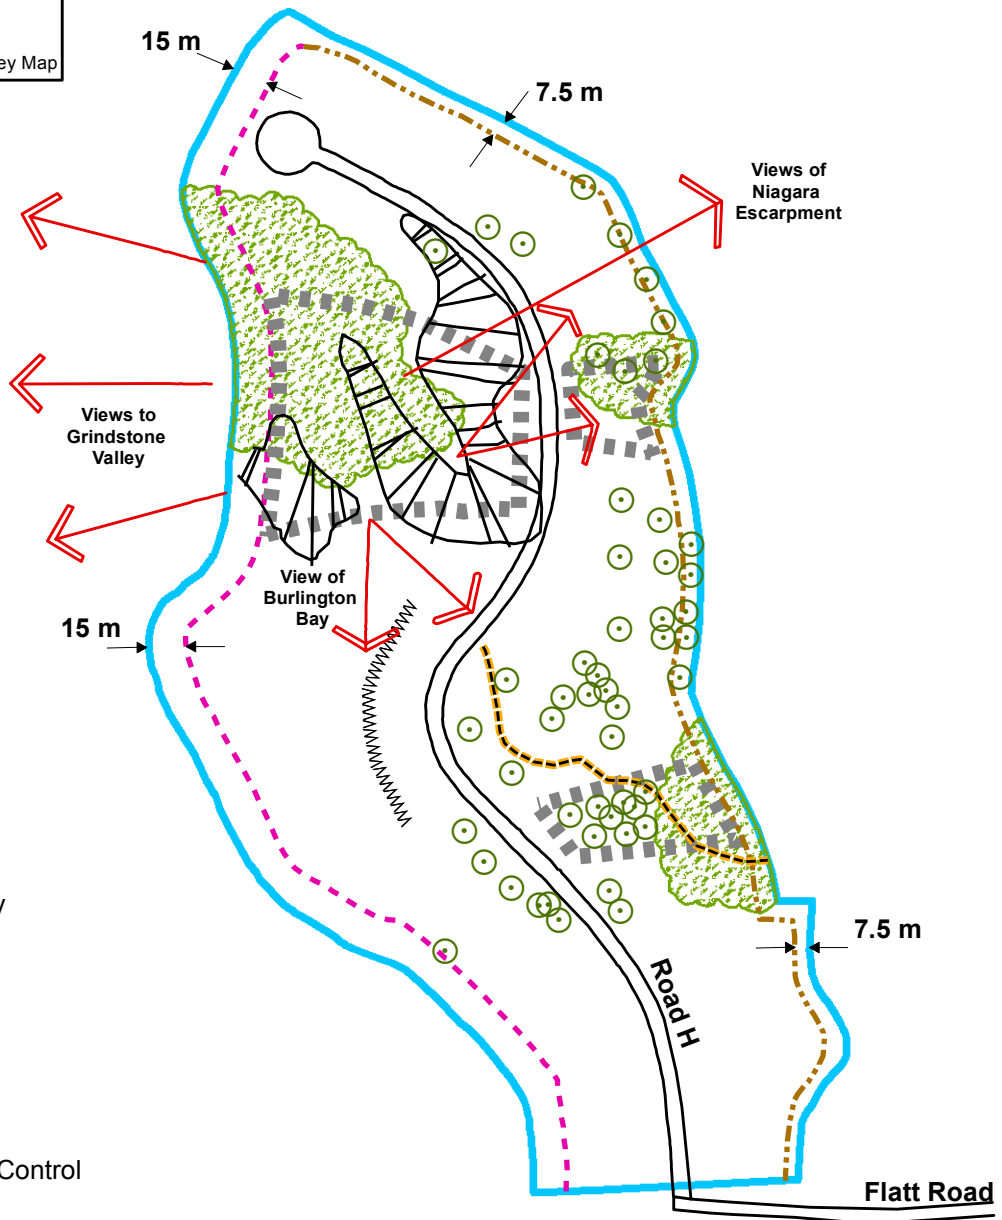 ey Map
15 m
7.5 m
Views of
Niagara
Escarpment
Views to
Grindstone
Valley
View of
Burlington
Bay
15 m
y
7.5 m
Road H
Control
Flatt Road